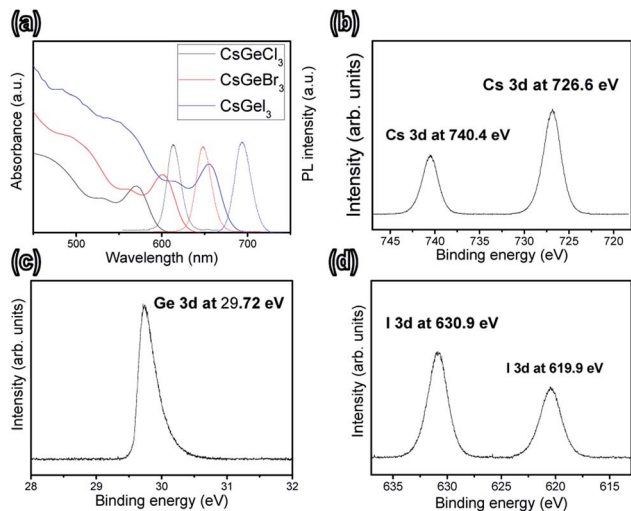 (a)
CsGeCl3
CsGeBr3
CsGeI3
Absorbance (a.u.)
PL intensity (a.u.)
500 600 700
Wavelength (nm)
(b)
Cs 3d at 726.6 eV
Cs 3d at 740.4 eV
Intensity (arb. units)
745 740 735 730 725 720
Binding energy (eV)
(c)
Ge 3d at 29.72 eV
Intensity (arb. units)
28 29 30 31 32
Binding energy (eV)
(d)
I 3d at 630.9 eV
I 3d at 619.9 eV
Intensity (arb. units)
635 630 625 620 615
Binding energy (eV)